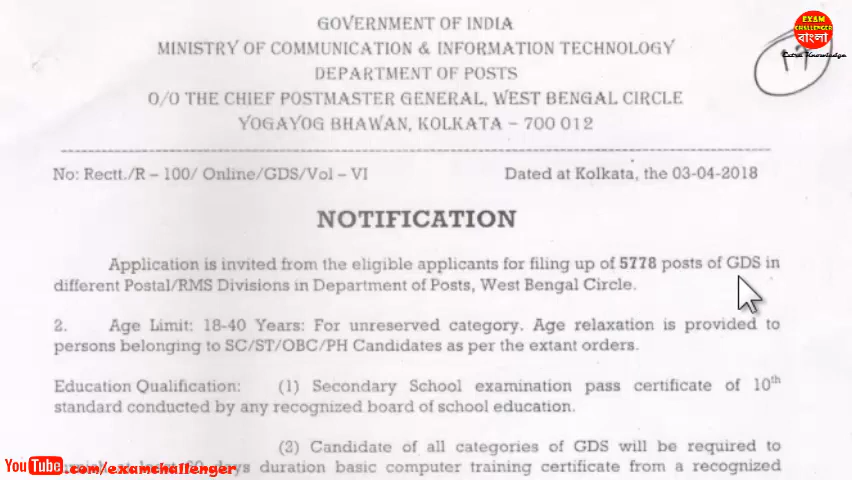 GOVERNMENT OF INDIA
MINISTRY OF COMMUNICATION & INFORMATION TECHNOLOGY
DEPARTMENT OF POSTS
O/O THE CHIEF POSTMASTER GENERAL, WEST BENGAL CIRCLE
YOGAYOG BHAWAN, KOLKATA – 700 012
EXAM
CHALLENGER
বাংলা
Extra Knowledge
No: Rectt./R – 100/ Online/GDS/Vol – VI Dated at Kolkata, the 03-04-2018
NOTIFICATION
Application is invited from the eligible applicants for filing up of 5778 posts of GDS in
different Postal/RMS Divisions in Department of Posts, West Bengal Circle.
2. Age Limit: 18-40 Years: For unreserved category. Age relaxation is provided to
persons belonging to SC/ST/OBC/PH Candidates as per the extant orders.
Education Qualification: (1) Secondary School examination pass certificate of 10th
standard conducted by any recognized board of school education.
(2) Candidate of all categories of GDS will be required to
days duration basic computer training certificate from a recognized
YouTube.com/examchallenger